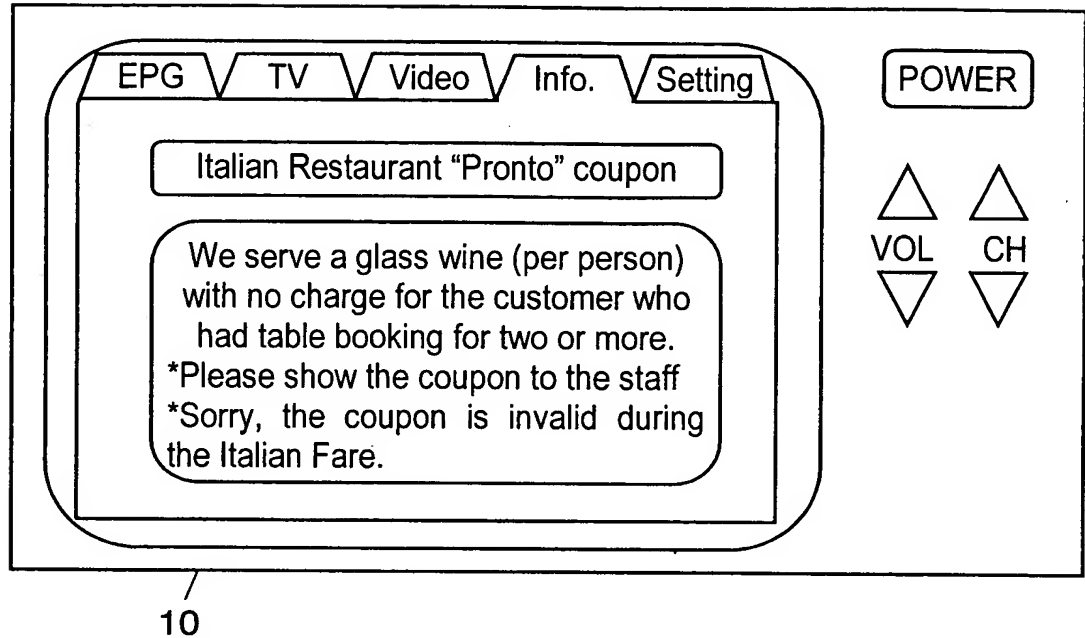 EPG TV Video Info. Setting
POWER
Italian Restaurant “Pronto” coupon
VOL CH
We serve a glass wine (per person)
with no charge for the customer who
had table booking for two or more.
*Please show the coupon to the staff
*Sorry, the coupon is invalid during
the Italian Fare.
10